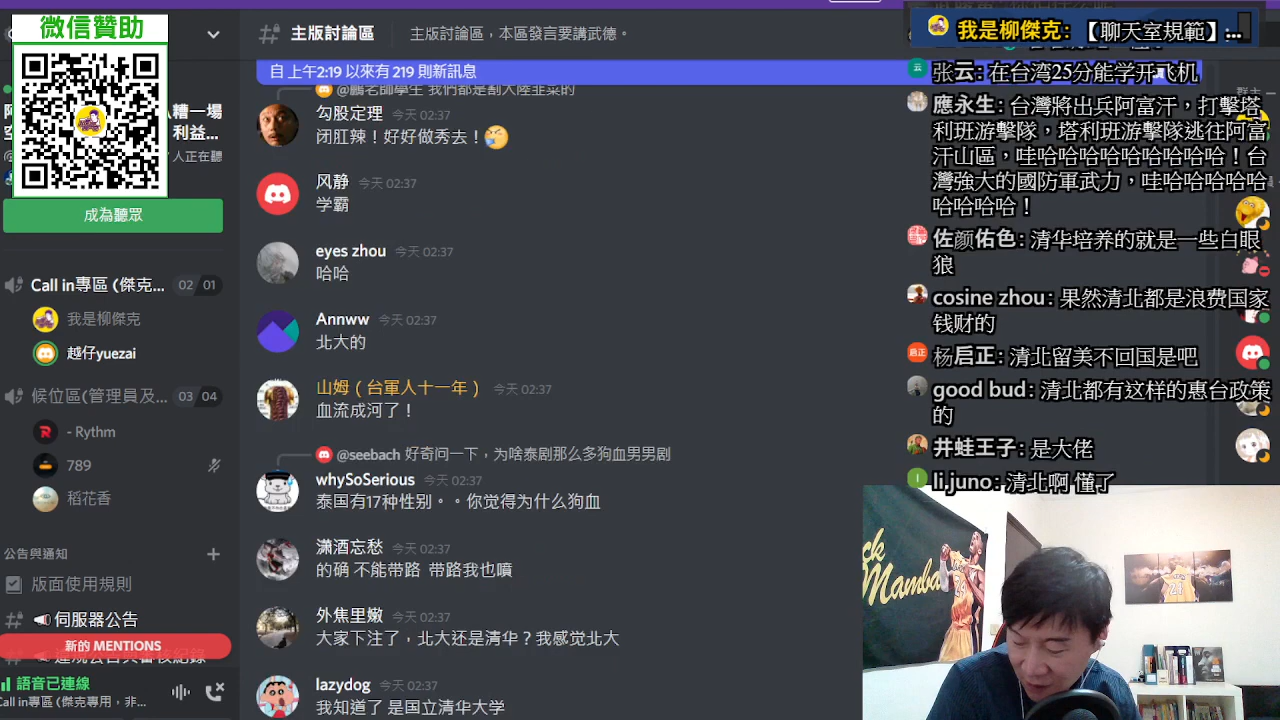 微信贊助
糟一場
利益...
人正在聽
成為聽眾
Call in專區 (傑克... 02 01
我是柳傑克
越仔yuezai
候位區(管理員及... 03 04
- Rythm
789
稻花香
公告與通知
版面使用規則
伺服器公告
新的 MENTIONS
語音已連線
Call in專區 (傑克專用，非...
主版討論區 主版討論區，本區發言要講武德。
自 上午2:19 以來有 219 則新訊息
勾股定理 今天 02:37
闭肛辣！好好做秀去！
风静 今天 02:37
学霸
eyes zhou 今天 02:37
哈哈
Annww 今天 02:37
北大的
山姆（台軍人十一年） 今天 02:37
血流成河了！
@seebach 好奇问一下，为啥泰剧那么多狗血男男剧
whySoSerious 今天 02:37
泰国有17种性别。。你觉得为什么狗血
潇洒忘愁 今天 02:37
的确 不能带路 带路我也噴
外焦里嫩 今天 02:37
大家下注了，北大还是清华？我感觉北大
lazydog 今天 02:37
我知道了 是国立清华大学
我是柳傑克: 【聊天室規範】...
张云: 在台湾25分能学开飞机
應永生: 台灣將出兵阿富汗，打擊塔
利班游擊隊，塔利班游擊隊逃往阿富
汗山區，哇哈哈哈哈哈哈哈哈！台
灣強大的國防軍武力，哇哈哈哈哈哈
哈哈哈哈！
佐颜佑色: 清华培养的就是一些白眼
狼
cosine zhou: 果然清北都是浪费国家
钱财的
杨启正: 清北留美不回国是吧
good bud: 清北都有这样的惠台政策
的
井蛙王子: 是大佬
li.juno: 清北啊 懂了
Mamba
24